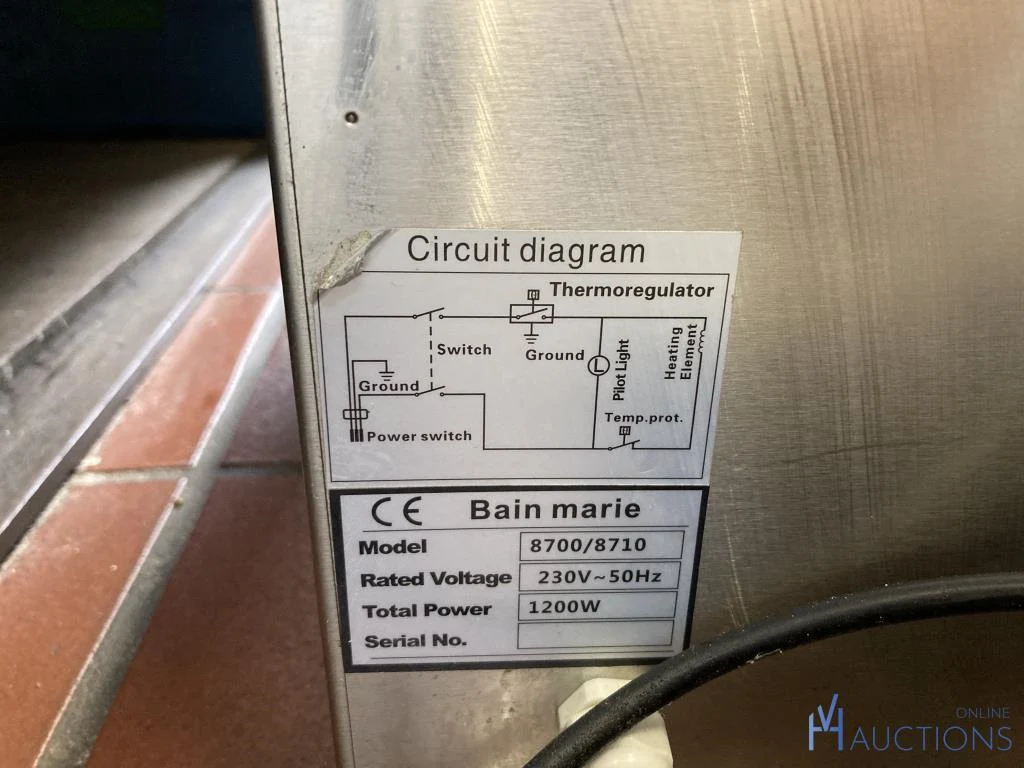 Circuit diagram
Thermoregulator
Switch
Ground
Pilot Light
Heating
Element
Ground
L
Temp.prot.
Power switch
CE Bain marie
Model 8700/8710
Rated Voltage 230V~50Hz
Total Power 1200W
Serial No.
ONLINE
HVAUCTIONS